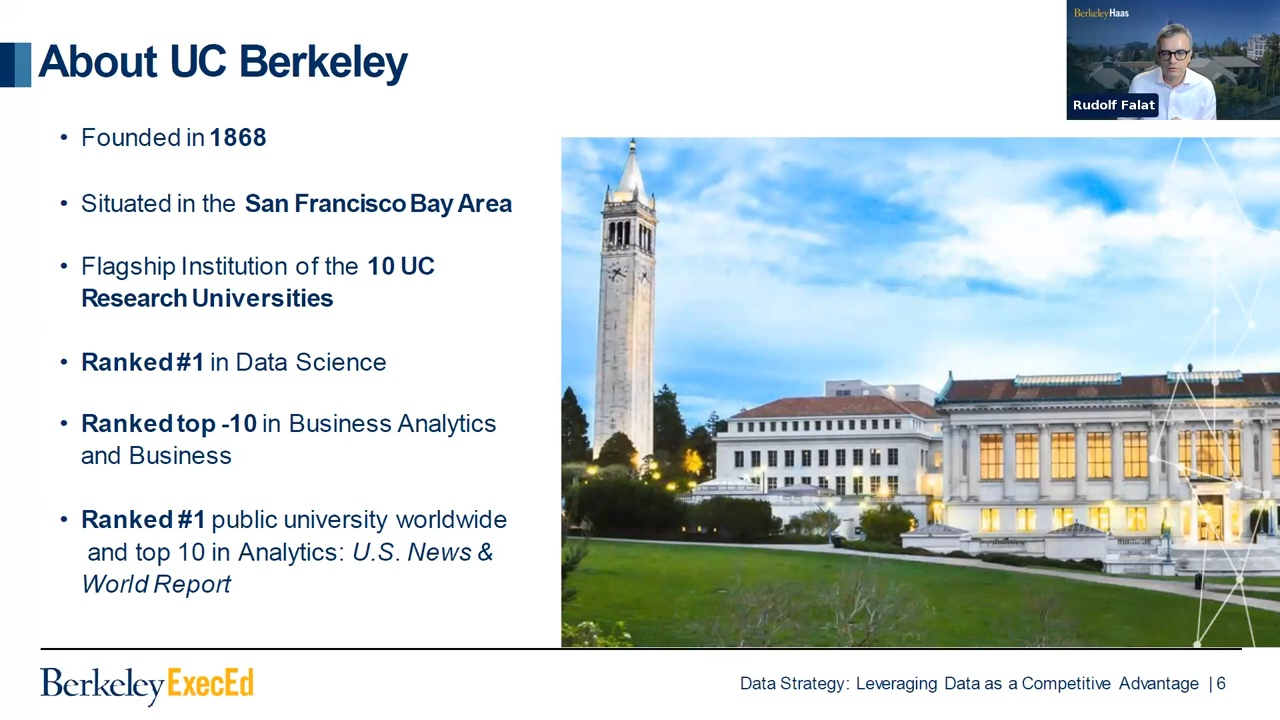 About UC Berkeley
BerkeleyHaas
Rudolf Falat
• Founded in 1868
• Situated in the San Francisco Bay Area
• Flagship Institution of the 10 UC
Research Universities
• Ranked #1 in Data Science
• Ranked top -10 in Business Analytics
and Business
• Ranked #1 public university worldwide
and top 10 in Analytics: U.S. News &
World Report
Berkeley ExecEd
Data Strategy: Leveraging Data as a Competitive Advantage | 6